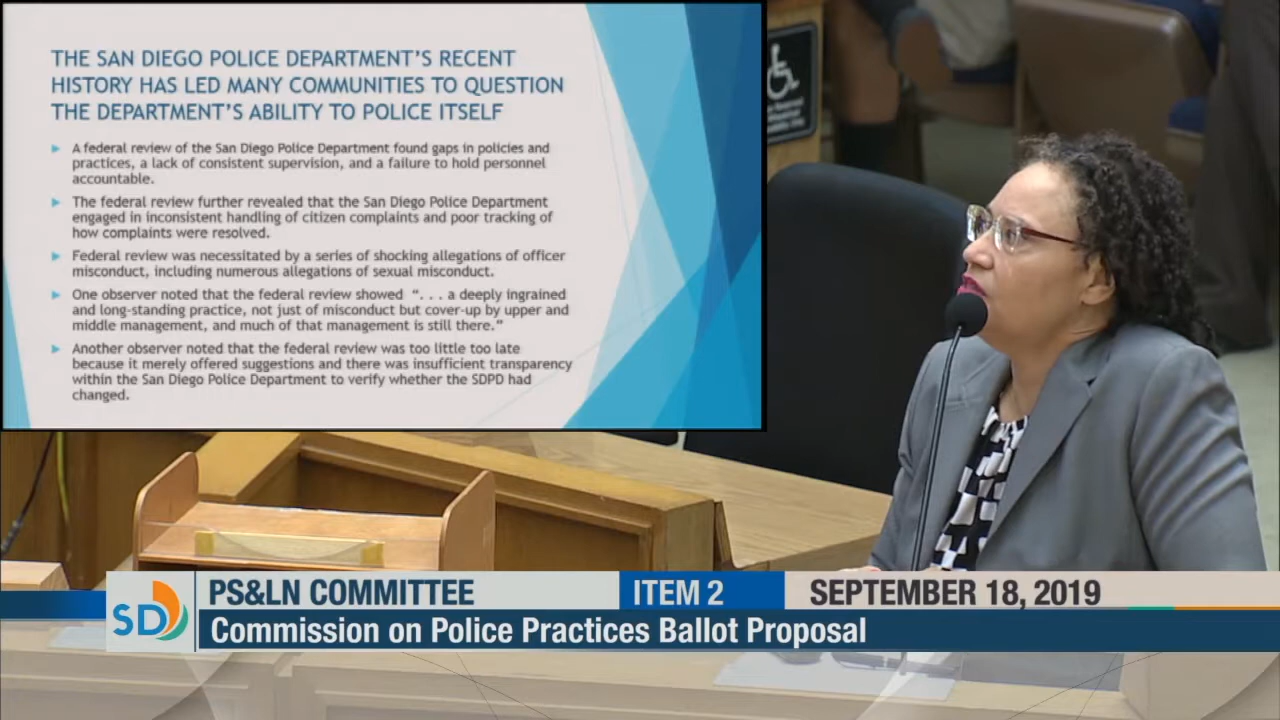 THE SAN DIEGO POLICE DEPARTMENT'S RECENT
HISTORY HAS LED MANY COMMUNITIES TO QUESTION
THE DEPARTMENT'S ABILITY TO POLICE ITSELF
A federal review of the San Diego Police Department found gaps in policies and
practices, a lack of consistent supervision, and a failure to hold personnel
accountable.
The federal review further revealed that the San Diego Police Department
engaged in inconsistent handling of citizen complaints and poor tracking of
how complaints were resolved.
Federal review was necessitated by a series of shocking allegations of officer
misconduct, including numerous allegations of sexual misconduct.
One observer noted that the federal review showed ". . . a deeply ingrained
and long-standing practice, not just of misconduct but cover-up by upper and
middle management, and much of that management is still there."
Another observer noted that the federal review was too little too late
because it merely offered suggestions and there was insufficient transparency
within the San Diego Police Department to verify whether the SDPD had
changed.
SD
PS&LN COMMITTEE
ITEM 2
SEPTEMBER 18, 2019
Commission on Police Practices Ballot Proposal